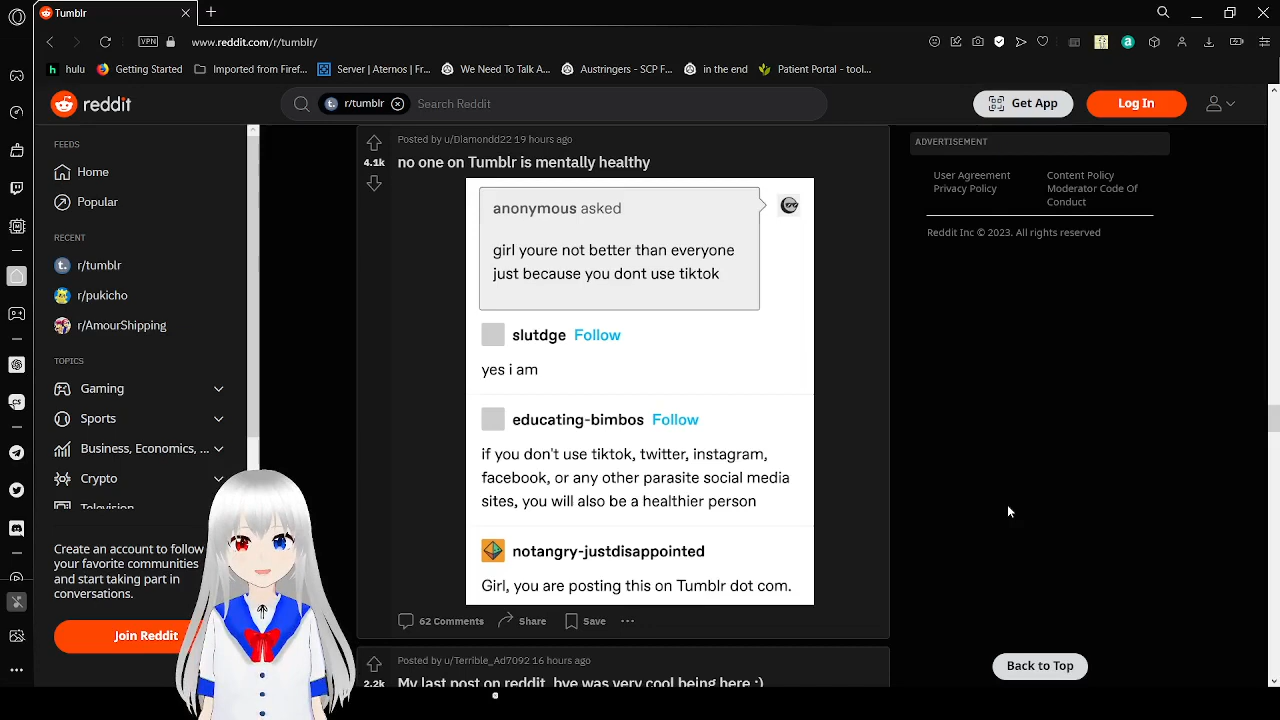 Tumblr
www.reddit.com/r/tumblr/
VPN
hulu
Getting Started
Imported from Firef...
Server | Aternos | Fr...
We Need To Talk A...
Austringers - SCP F...
in the end
Patient Portal - tool...
reddit
r/tumblr
Search Reddit
Get App
Log In
FEEDS
Home
Popular
RECENT
r/tumblr
r/pukicho
r/AmourShipping
TOPICS
Gaming
Sports
Business, Economics, ...
Crypto
Television
Create an account to follow
your favorite communities
and start taking part in
conversations.
Join Reddit
Posted by u/Dlamondd22 19 hours ago
4.1k
no one on Tumblr is mentally healthy
anonymous asked
girl youre not better than everyone
just because you dont use tiktok
slutdge Follow
yes i am
educating-bimbos Follow
if you don't use tiktok, twitter, instagram,
facebook, or any other parasite social media
sites, you will also be a healthier person
notangry-justdisappointed
Girl, you are posting this on Tumblr dot com.
62 Comments
Share
Save
Posted by u/Terrible_Ad7092 16 hours ago
2.2k
My last post on reddit, bye was very cool being here :)
ADVERTISEMENT
User Agreement
Privacy Policy
Content Policy
Moderator Code Of
Conduct
Reddit Inc © 2023. All rights reserved
Back to Top